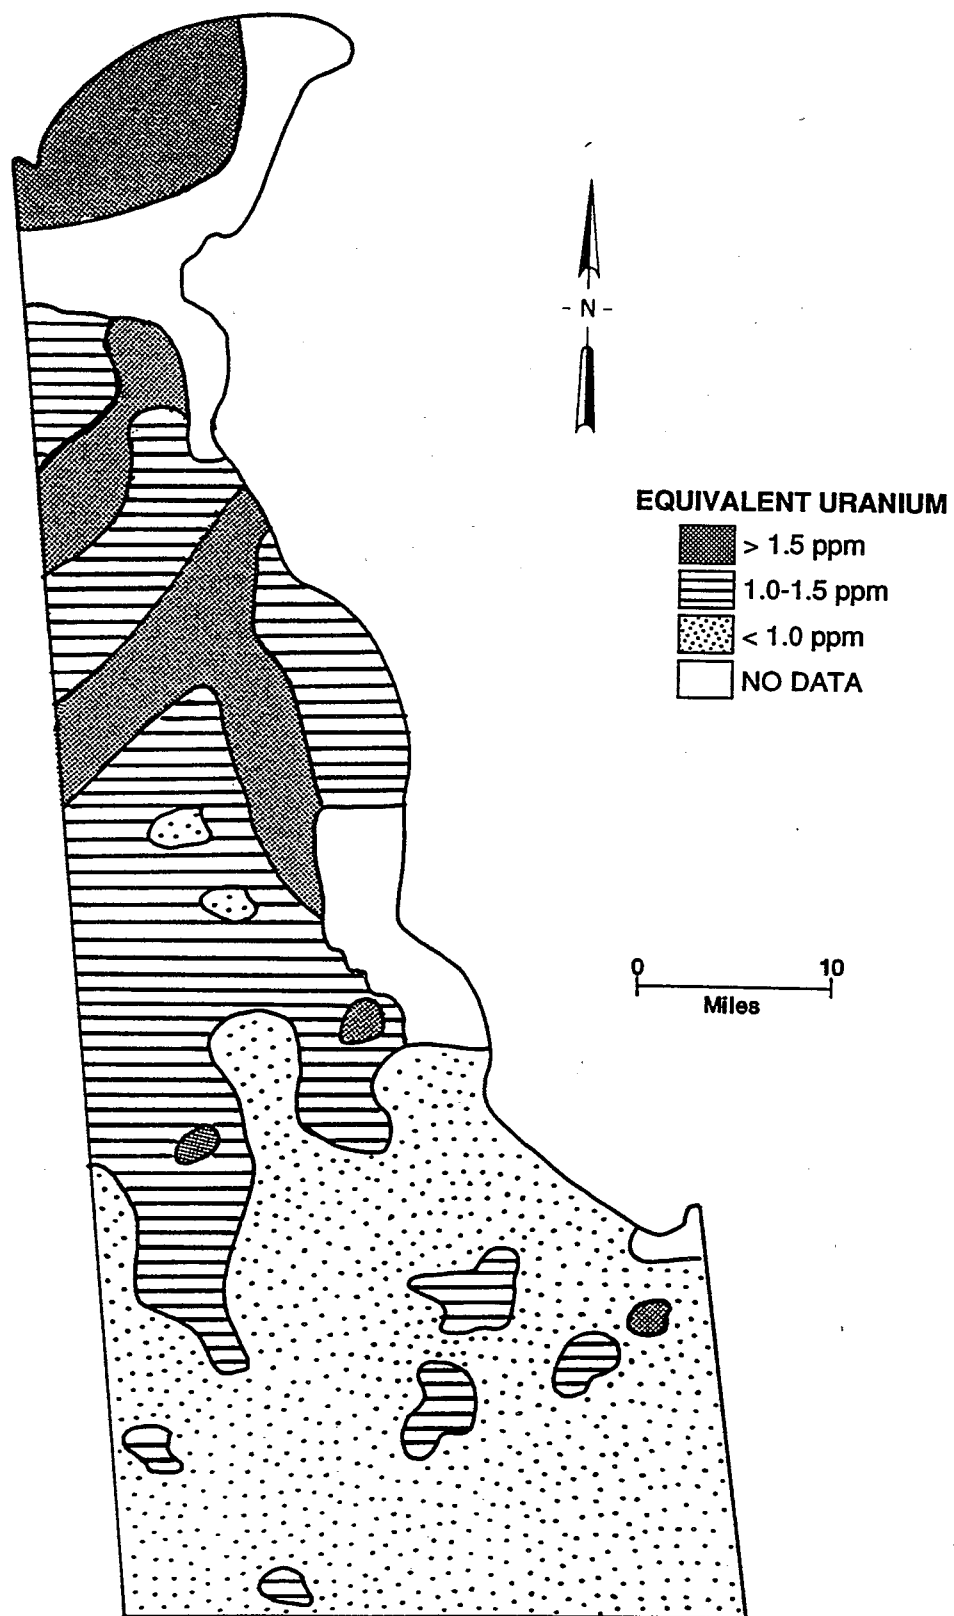 - N -
EQUIVALENT URANIUM
> 1.5 ppm
1.0-1.5 ppm
< 1.0 ppm
NO DATA
0 10
Miles